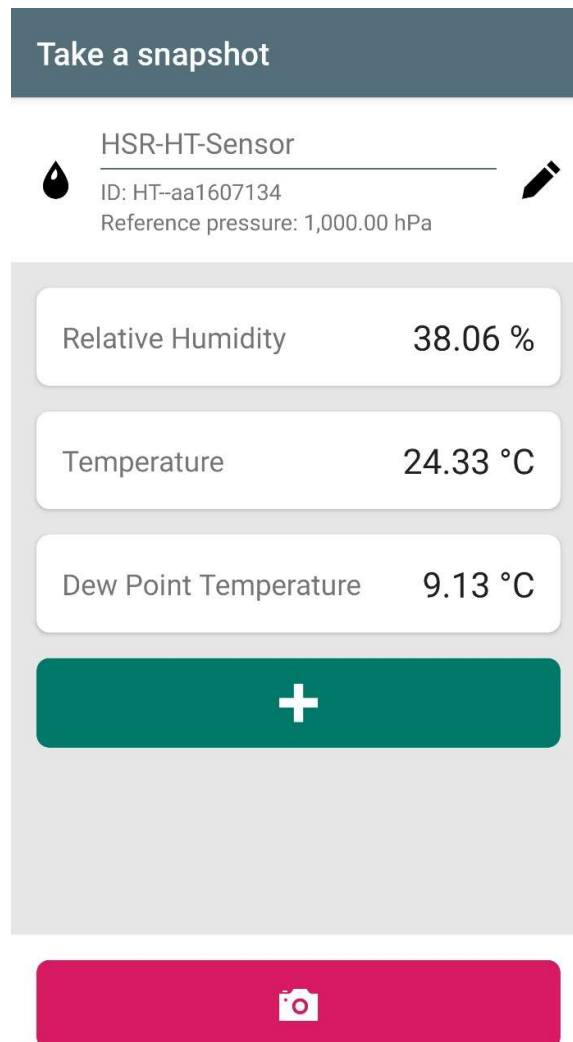 Take a snapshot
HSR-HT-Sensor
ID: HT--aa1607134
Reference pressure: 1,000.00 hPa
Relative Humidity 38.06 %
Temperature 24.33 °C
Dew Point Temperature 9.13 °C